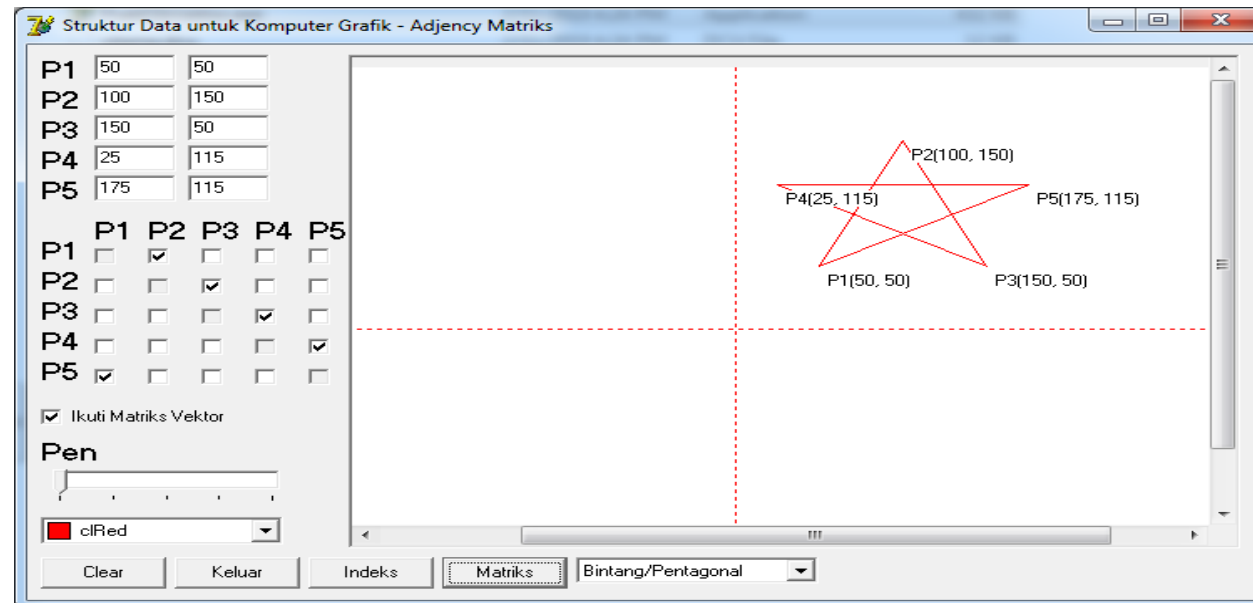 Struktur Data untuk Komputer Grafik - Adjency Matriks
P1 50 50
P2 100 150
P3 150 50
P4 25 115
P5 175 115
P1 P2 P3 P4 P5
P1
P2
P3
P4
P5
Ikuti Matriks Vektor
Pen
clRed
P2(100, 150)
P4(25, 115)
P5(175, 115)
P1(50, 50)
P3(150, 50)
Clear Keluar Indeks Matriks Bintang/Pentagonal